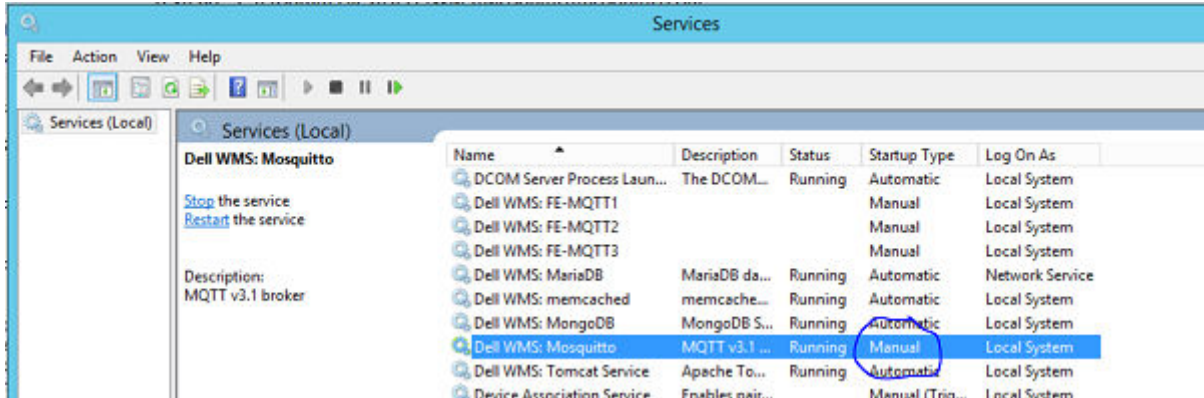 Services
File Action View Help
Services (Local)
Services (Local)
Dell WMS: Mosquitto
Stop the service
Restart the service
Description:
MQTT v3.1 broker
Name Description Status Startup Type Log On As
DCOM Server Process Laun... The DCOM... Running Automatic Local System
Dell WMS: FE-MQTT1 Manual Local System
Dell WMS: FE-MQTT2 Manual Local System
Dell WMS: FE-MQTT3 Manual Local System
Dell WMS: MariaDB MariaDB da... Running Automatic Network Service
Dell WMS: memcached memcache... Running Automatic Local System
Dell WMS: MongoDB MongoDB S... Running Automatic Local System
Dell WMS: Mosquitto MQTT v3.1 ... Running Manual Local System
Dell WMS: Tomcat Service Apache To... Running Automatic Local System
Device Association Service Enables pair... Manual (Trig... Local System